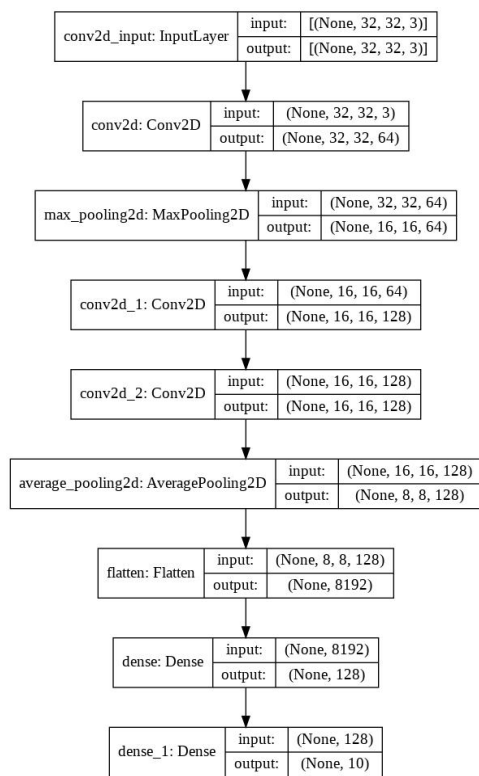 conv2d_input: InputLayer
input: [(None, 32, 32, 3)]
output: [(None, 32, 32, 3)]
conv2d: Conv2D
input: (None, 32, 32, 3)
output: (None, 32, 32, 64)
max_pooling2d: MaxPooling2D
input: (None, 32, 32, 64)
output: (None, 16, 16, 64)
conv2d_1: Conv2D
input: (None, 16, 16, 64)
output: (None, 16, 16, 128)
conv2d_2: Conv2D
input: (None, 16, 16, 128)
output: (None, 16, 16, 128)
average_pooling2d: AveragePooling2D
input: (None, 16, 16, 128)
output: (None, 8, 8, 128)
flatten: Flatten
input: (None, 8, 8, 128)
output: (None, 8192)
dense: Dense
input: (None, 8192)
output: (None, 128)
dense_1: Dense
input: (None, 128)
output: (None, 10)